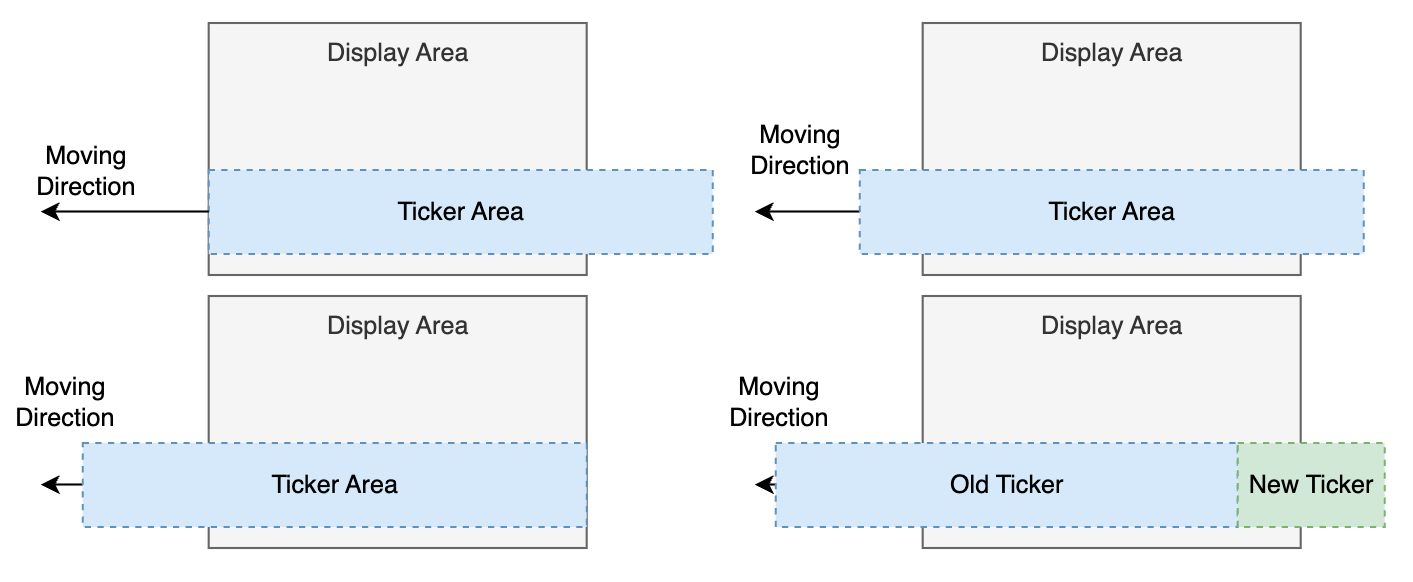 Display Area
Moving
Direction
Ticker Area
Display Area
Moving
Direction
Ticker Area
Display Area
Moving
Direction
Ticker Area
Display Area
Moving
Direction
Old Ticker
New Ticker